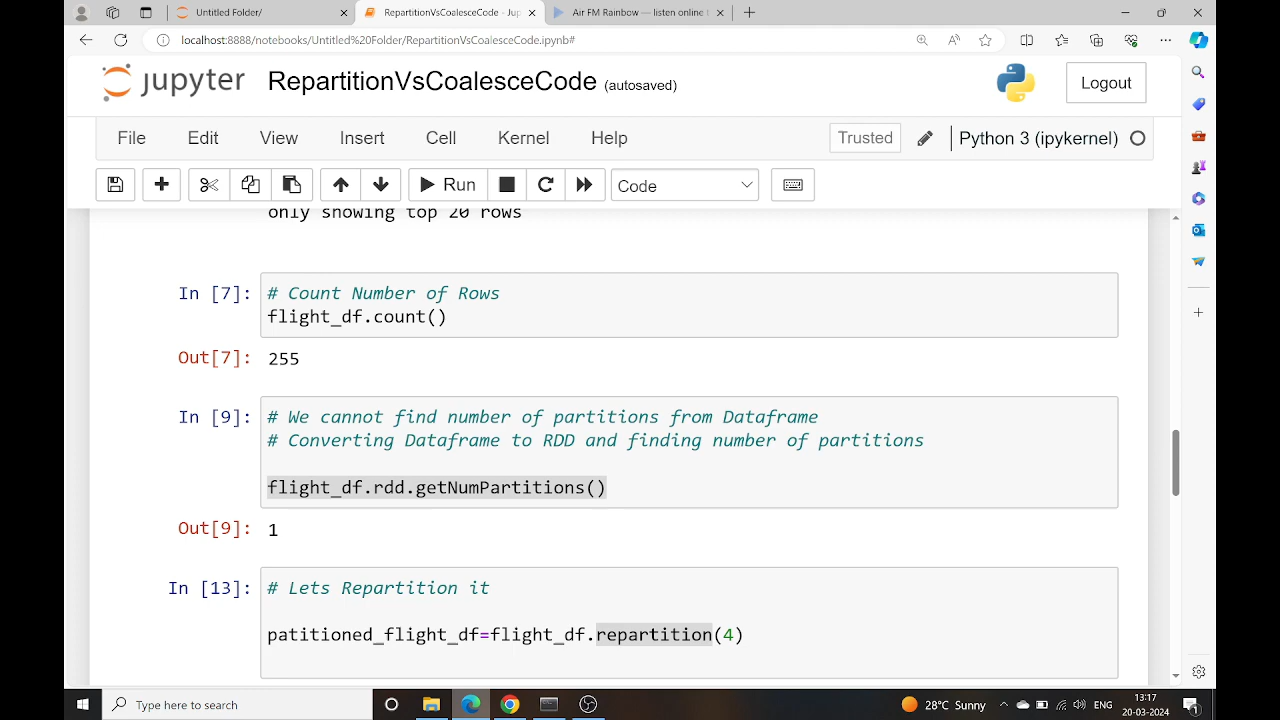 Untitled Folder/
RepartitionVsCoalesceCode - Jup
Air FM Rainbow — listen online f
localhost:8888/notebooks/Untitled%20Folder/RepartitionVsCoalesceCode.ipynb#
jupyter RepartitionVsCoalesceCode (autosaved)
Logout
File Edit View Insert Cell Kernel Help
Trusted
Python 3 (ipykernel)
Run
Code
only showing top 20 rows
In [7]:
# Count Number of Rows
flight_df.count()
Out[7]: 255
In [9]:
# We cannot find number of partitions from Dataframe
# Converting Dataframe to RDD and finding number of partitions
flight_df.rdd.getNumPartitions()
Out[9]: 1
In [13]:
# Lets Repartition it
patitioned_flight_df=flight_df.repartition(4)
Type here to search
28°C Sunny
ENG
13:17
20-03-2024
1